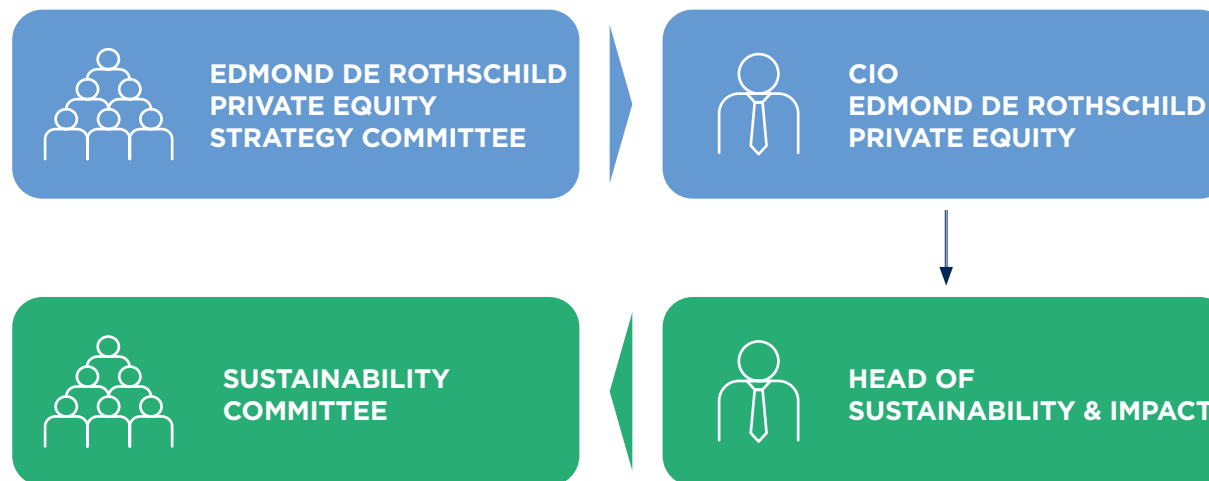 EDMOND DE ROTHSCHILD
PRIVATE EQUITY
STRATEGY COMMITTEE
CIO
EDMOND DE ROTHSCHILD
PRIVATE EQUITY
SUSTAINABILITY
COMMITTEE
HEAD OF
SUSTAINABILITY & IMPACT